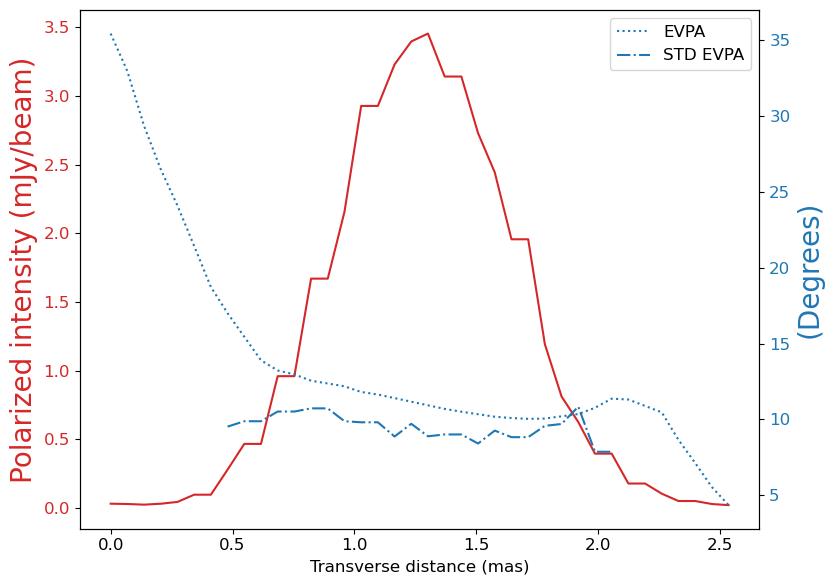 3.5
3.0
2.5
2.0
1.5
1.0
0.5
0.0
Polarized intensity (mJy/beam)
EVPA
STD EVPA
35
30
25
20
15
10
5
(Degrees)
0.0 0.5 1.0 1.5 2.0 2.5
Transverse distance (mas)